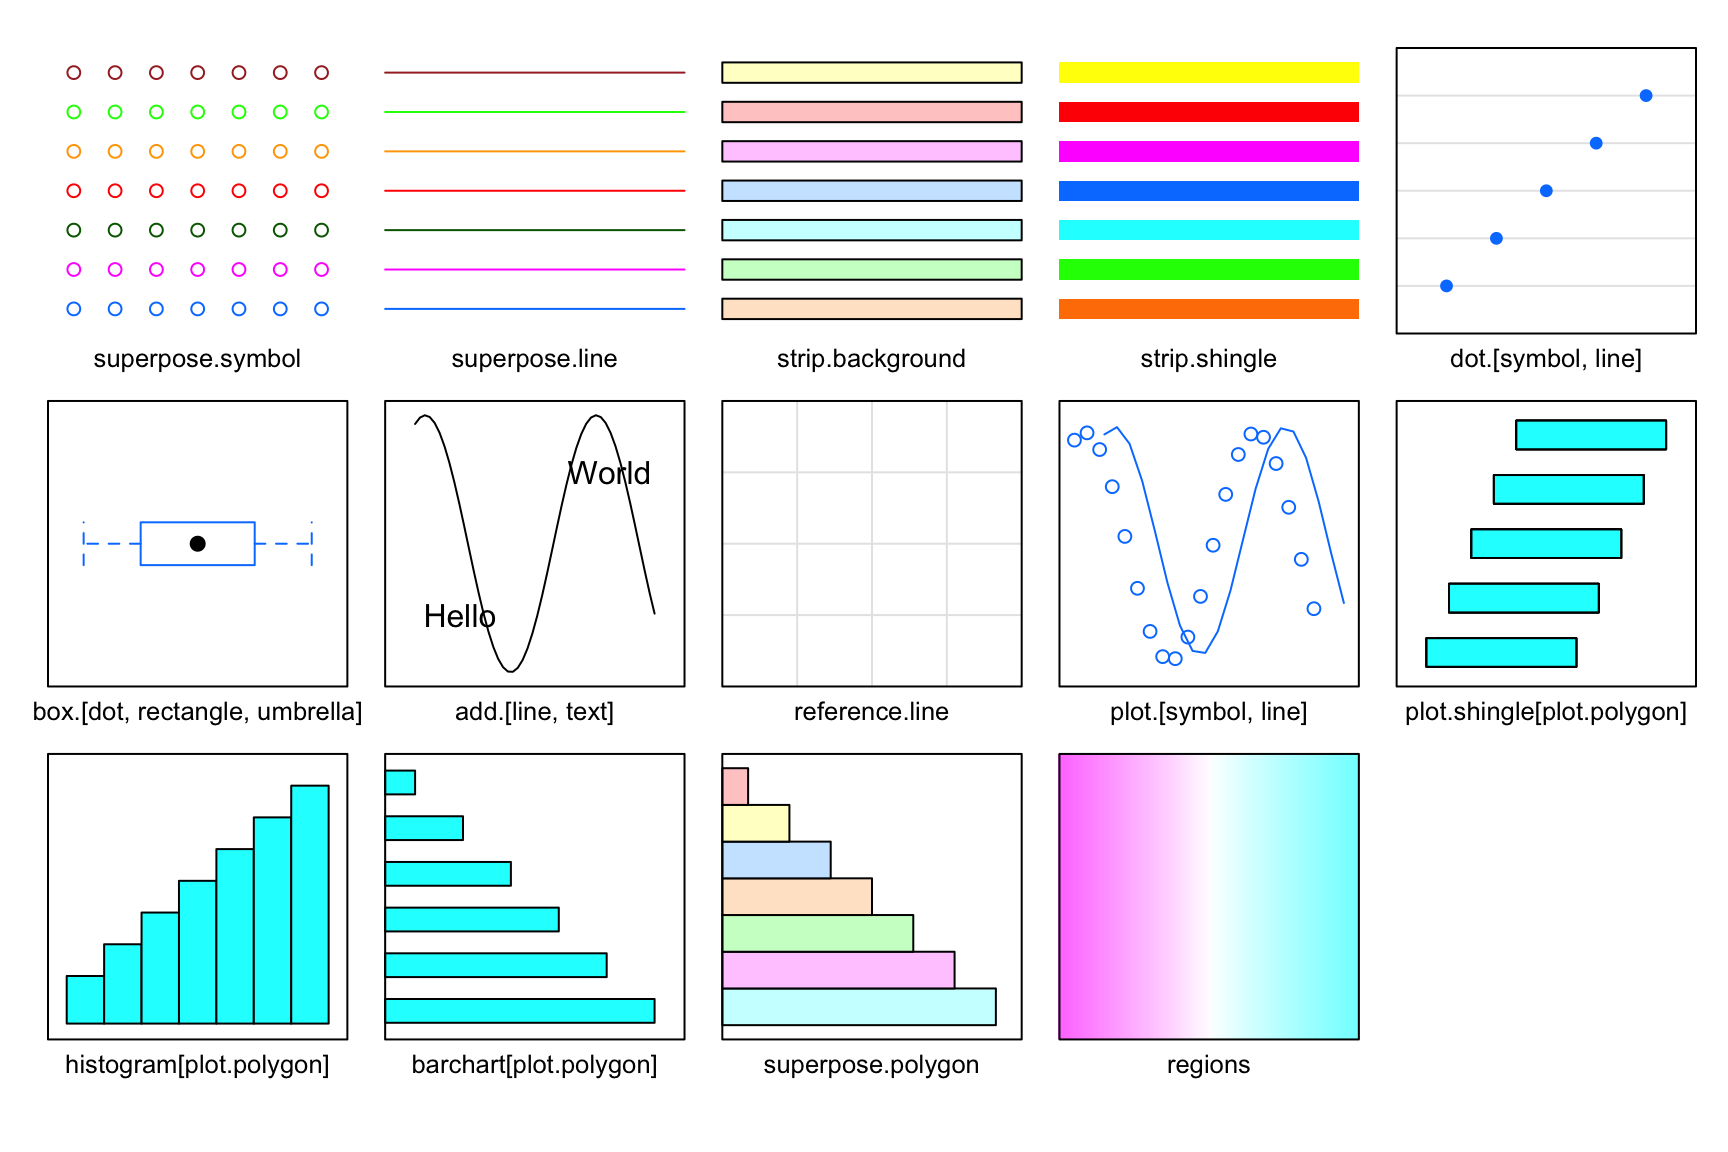 superpose.symbol
superpose.line
strip.background
strip.shingle
dot.[symbol, line]
World
Hello
box.[dot, rectangle, umbrella]
add.[line, text]
reference.line
plot.[symbol, line]
plot.shingle[plot.polygon]
histogram[plot.polygon]
barchart[plot.polygon]
superpose.polygon
regions